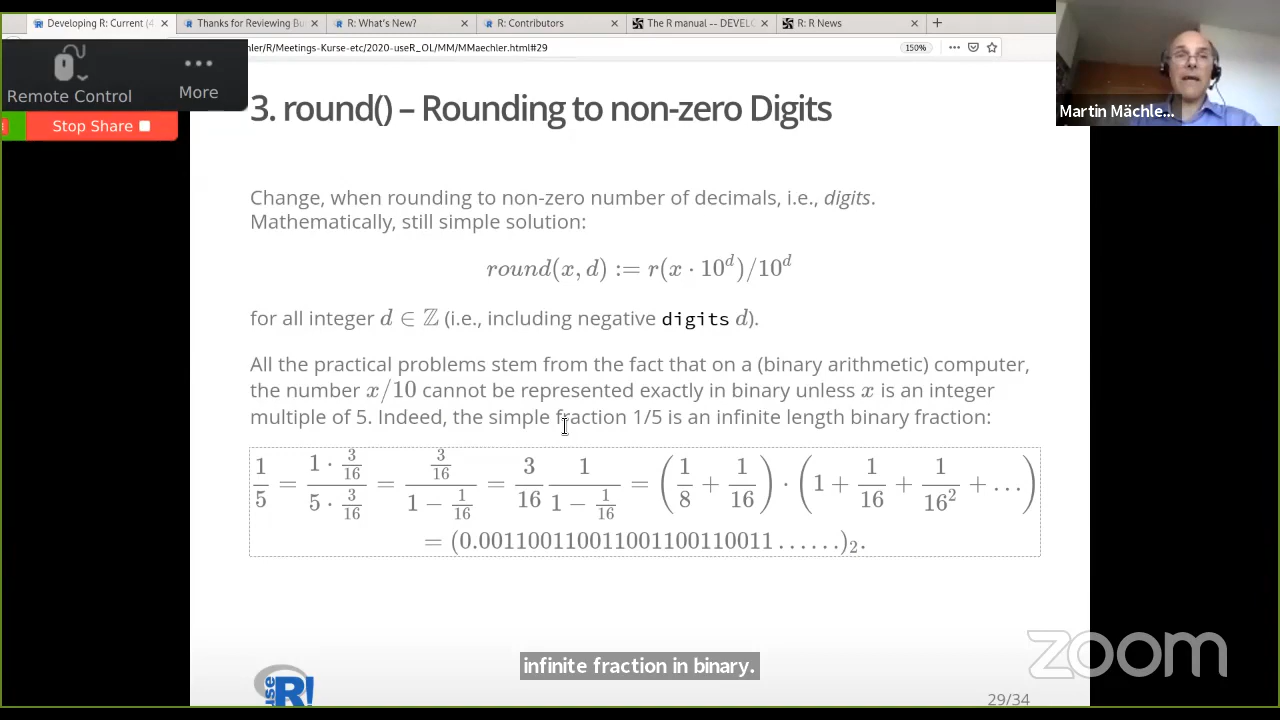 Developing R: Current (4
Thanks for Reviewing Bu
R: What's New?
R: Contributors
The R manual -- DEVELC
R: R News
hler/R/Meetings-Kurse-etc/2020-useR_OL/MM/MMaechler.html#29
150%
Remote Control
More
Stop Share
Martin Mächle...
3. round() – Rounding to non-zero Digits
Change, when rounding to non-zero number of decimals, i.e., digits.
Mathematically, still simple solution:
round(x, d) := r(x · 10^d)/10^d
for all integer d ∈ ℤ (i.e., including negative digits d).
All the practical problems stem from the fact that on a (binary arithmetic) computer,
the number x/10 cannot be represented exactly in binary unless x is an integer
multiple of 5. Indeed, the simple fraction 1/5 is an infinite length binary fraction:
1/5 = (1 · 3/16)/(5 · 3/16) = (3/16)/(1 − 1/16) = 3/16 1/(1 − 1/16) = (1/8 + 1/16) · (1 + 1/16 + 1/16^2 + …)
= (0.001100110011001100110011 ……)_2.
infinite fraction in binary.
zoom
use R!
29/34